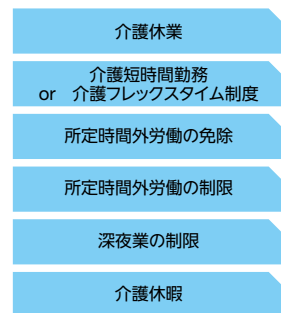 介護休業
介護短時間勤務
or 介護フレックスタイム制度
所定時間外労働の免除
所定時間外労働の制限
深夜業の制限
介護休暇